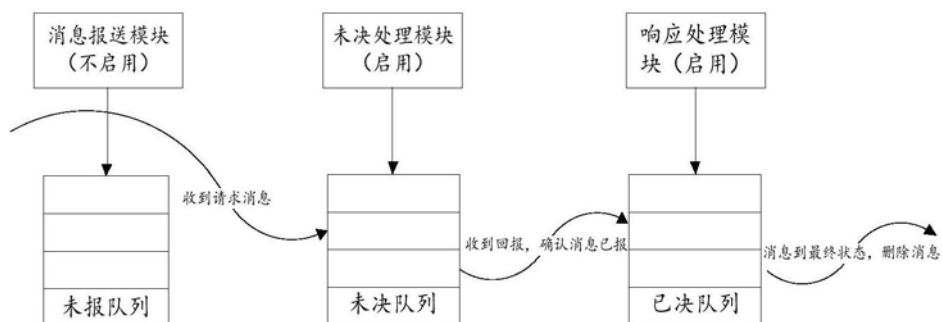 消息报送模块
（不启用）
未决处理模块
（启用）
响应处理模
块（启用）
收到请求消息
收到回报，确认消息已报
消息到最终状态，删除消息
未报队列
未决队列
已决队列